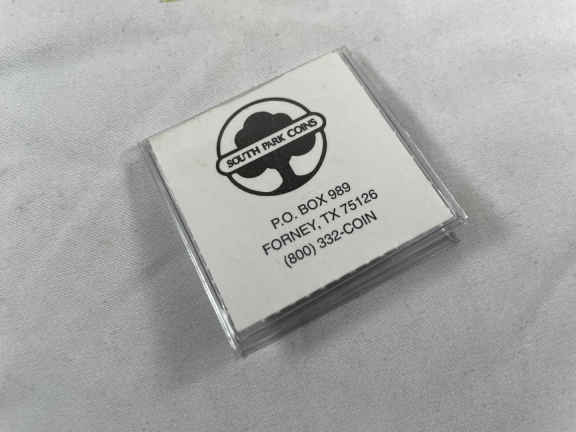 SOUTH PARK COINS
P.O. BOX 989
FORNEY, TX 75126
(800) 332-COIN